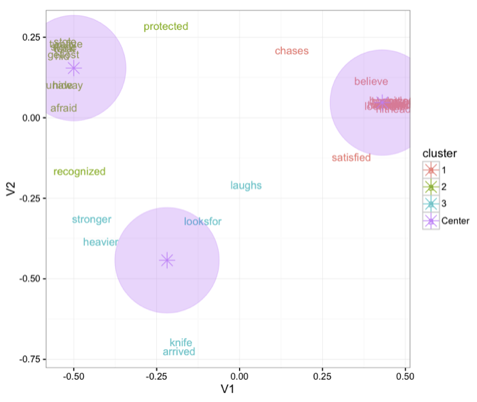 protected
0.25
chases
believe
afraid
0.00
satisfied
recognized
laughs
-0.25
stronger
looksfor
heavier
-0.50
knife
arrived
-0.75
-0.50
-0.25
0.00
0.25
0.50
V1
V2
cluster
1
2
3
Center